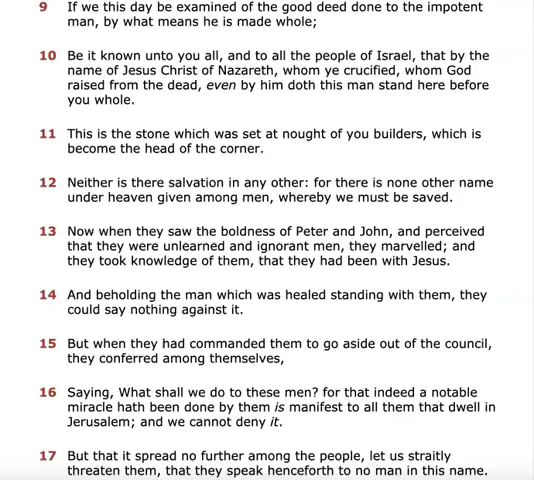 9 If we this day be examined of the good deed done to the impotent
man, by what means he is made whole;
10 Be it known unto you all, and to all the people of Israel, that by the
name of Jesus Christ of Nazareth, whom ye crucified, whom God
raised from the dead, even by him doth this man stand here before
you whole.
11 This is the stone which was set at nought of you builders, which is
become the head of the corner.
12 Neither is there salvation in any other: for there is none other name
under heaven given among men, whereby we must be saved.
13 Now when they saw the boldness of Peter and John, and perceived
that they were unlearned and ignorant men, they marvelled; and
they took knowledge of them, that they had been with Jesus.
14 And beholding the man which was healed standing with them, they
could say nothing against it.
15 But when they had commanded them to go aside out of the council,
they conferred among themselves,
16 Saying, What shall we do to these men? for that indeed a notable
miracle hath been done by them is manifest to all them that dwell in
Jerusalem; and we cannot deny it.
17 But that it spread no further among the people, let us straitly
threaten them, that they speak henceforth to no man in this name.